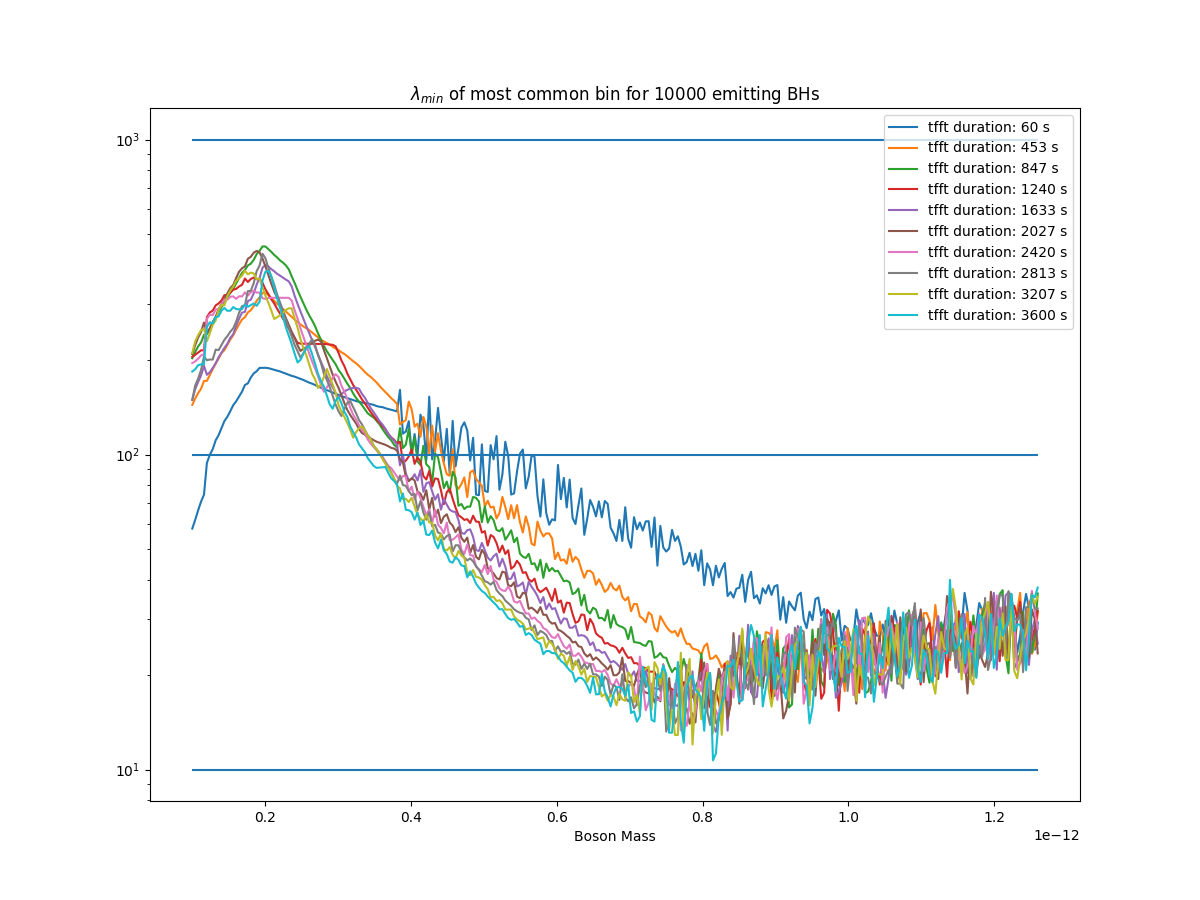 λ_min of most common bin for 10000 emitting BHs
10³
10²
10¹
tfft duration: 60 s
tfft duration: 453 s
tfft duration: 847 s
tfft duration: 1240 s
tfft duration: 1633 s
tfft duration: 2027 s
tfft duration: 2420 s
tfft duration: 2813 s
tfft duration: 3207 s
tfft duration: 3600 s
0.2 0.4 0.6 0.8 1.0 1.2
Boson Mass
1e−12